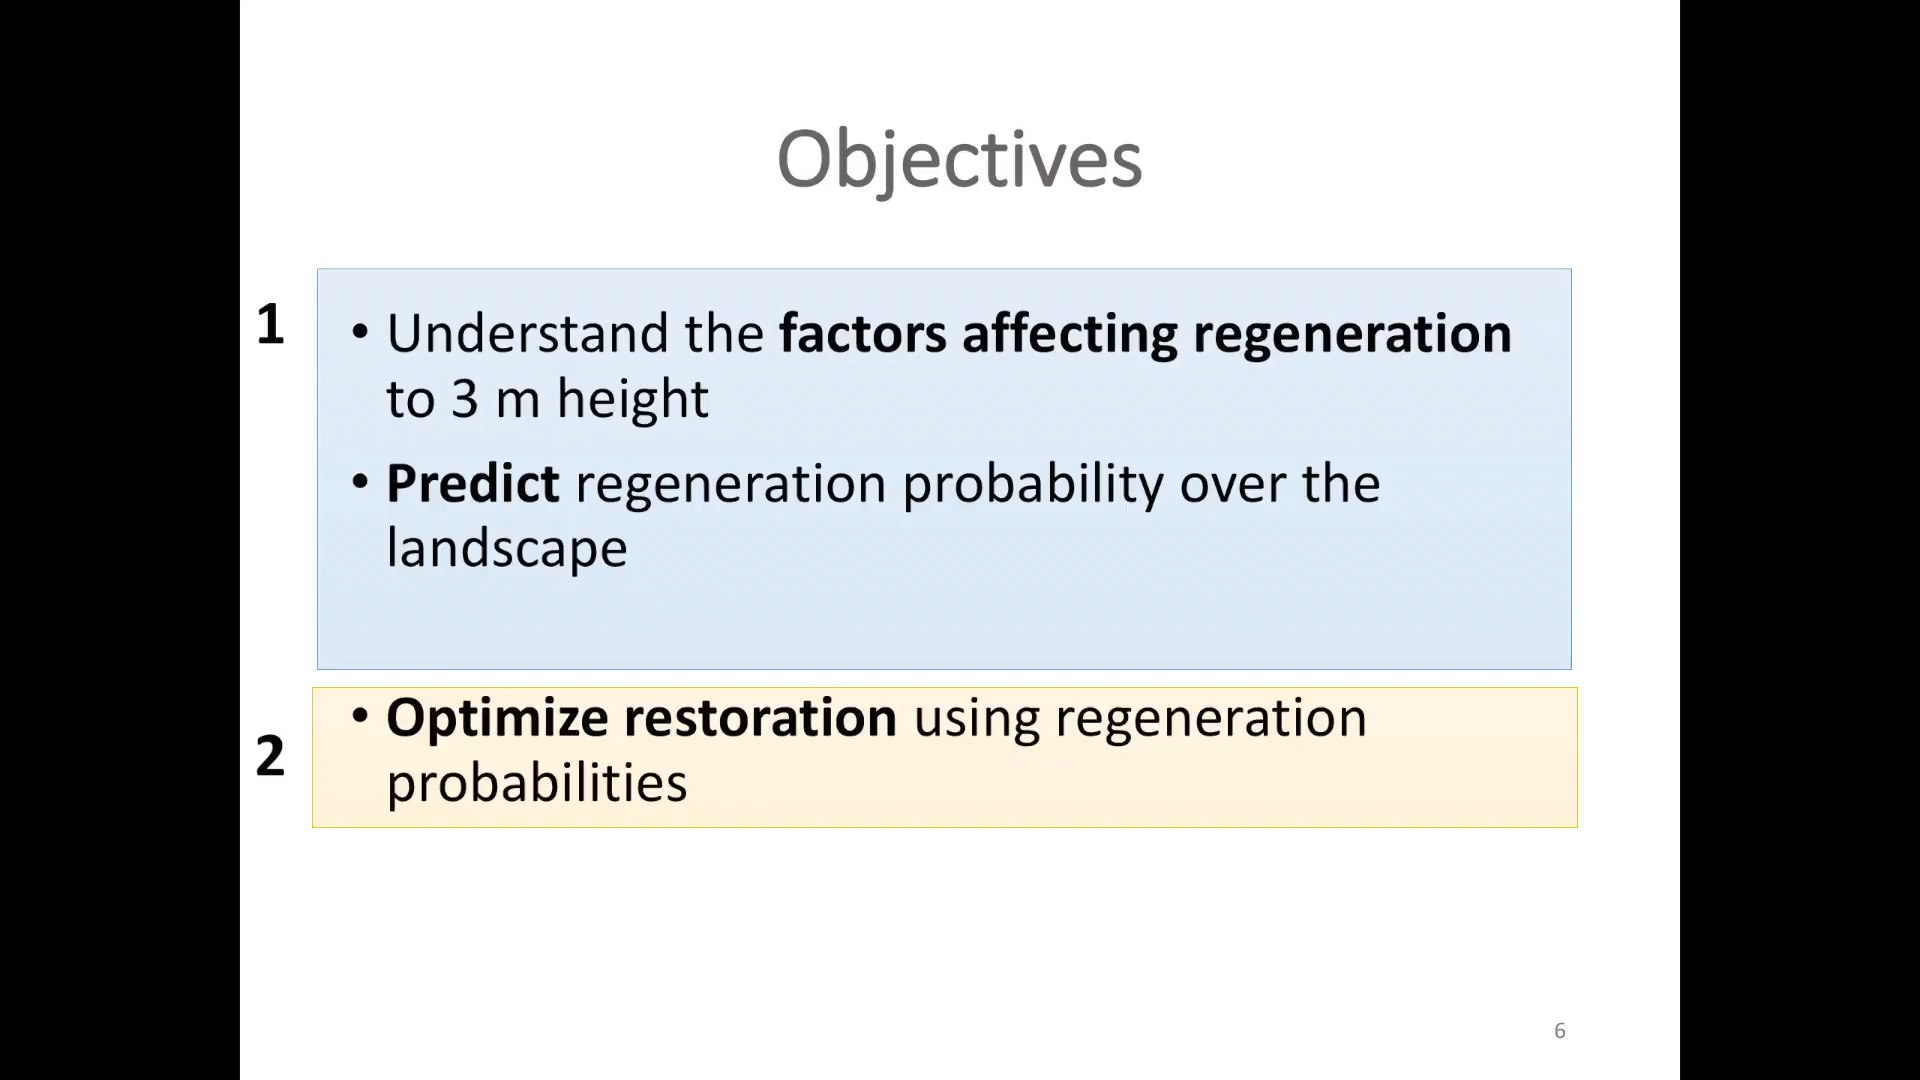 Objectives
1
• Understand the factors affecting regeneration
to 3 m height
• Predict regeneration probability over the
landscape
2
• Optimize restoration using regeneration
probabilities
6